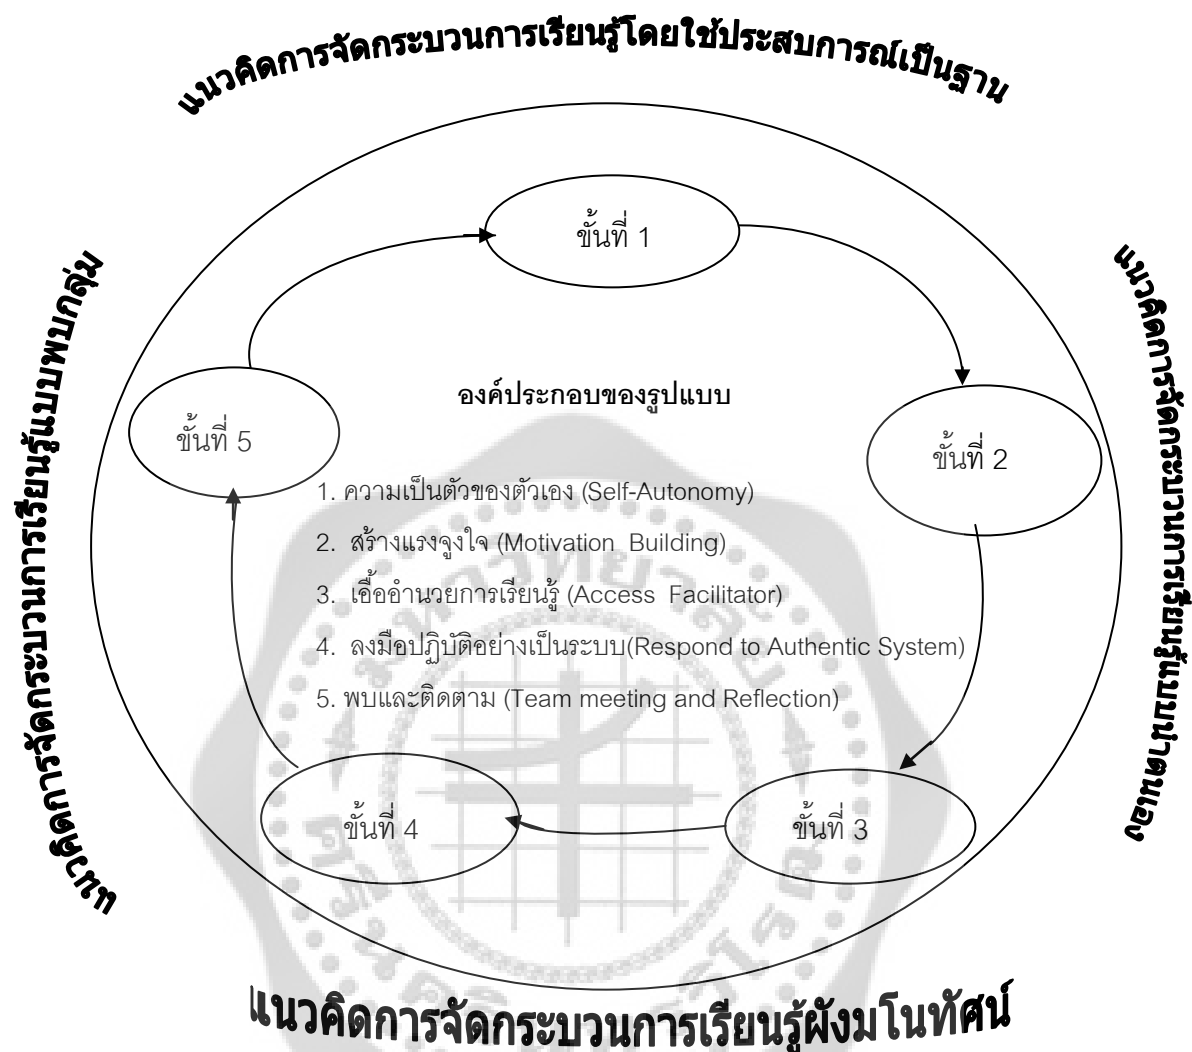 แนวคิดการจัดกระบวนการเรียนรู้โดยใช้ประสบการณ์เป็นฐาน
แนวคิดการจัดกระบวนการเรียนรู้แบบพบกลุ่ม
แนวคิดการจัดกระบวนการเรียนรู้แบบนำตนเอง
ขั้นที่ 1
ขั้นที่ 5
ขั้นที่ 2
องค์ประกอบของรูปแบบ
1. ความเป็นตัวของตัวเอง (Self-Autonomy)
2. สร้างแรงจูงใจ (Motivation Building)
3. เอื้ออำนวยการเรียนรู้ (Access Facilitator)
4. ลงมือปฏิบัติอย่างเป็นระบบ(Respond to Authentic System)
5. พบและติดตาม (Team meeting and Reflection)
ขั้นที่ 4
ขั้นที่ 3
แนวคิดการจัดกระบวนการเรียนรู้ผังมโนทัศน์
มหาวิทยาลัย